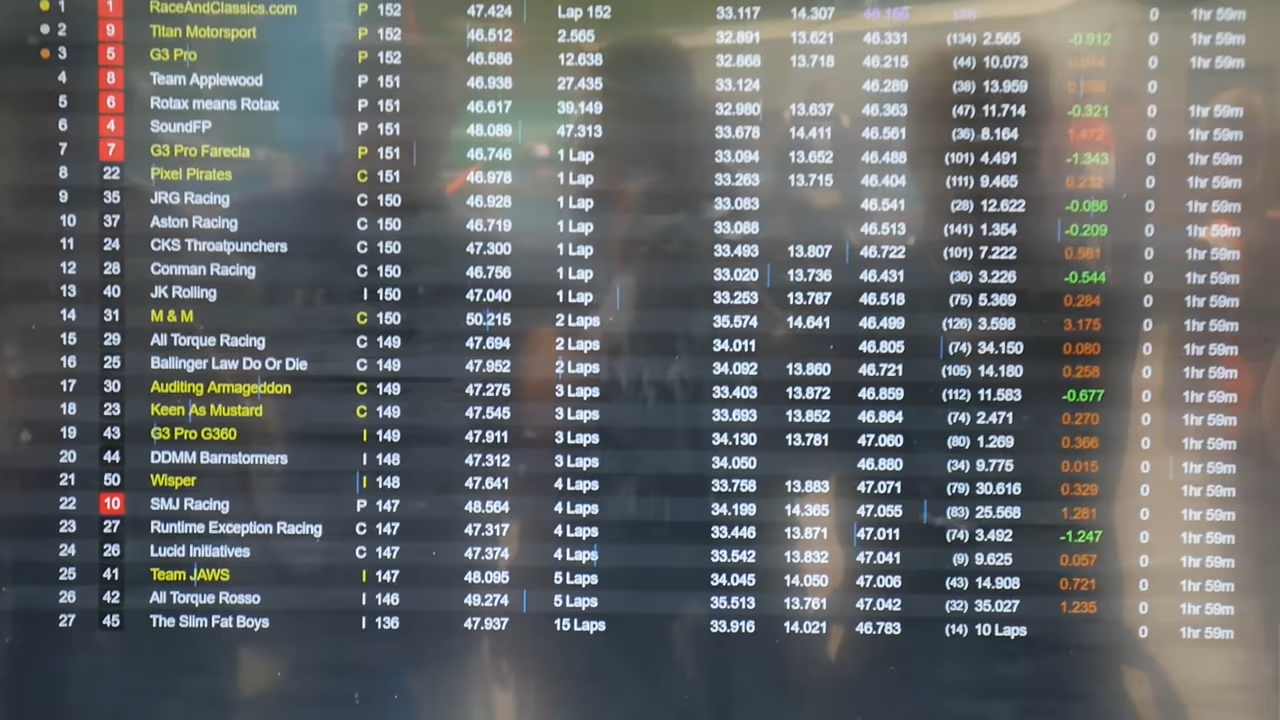 1 1 RaceAndClassics.com P 152 47.424 Lap 152 33.117 14.307 0 1hr 59m
2 9 Titan Motorsport P 152 46.512 2.565 32.891 13.621 46.331 (134) 2.565 -0.912 0 1hr 59m
3 5 G3 Pro P 152 46.586 12.638 32.868 13.718 46.215 (44) 10.073 0 1hr 59m
4 8 Team Applewood P 151 46.938 27.435 33.124 46.289 (38) 13.959 0
5 6 Rotax means Rotax P 151 46.617 39.149 32.980 13.637 46.363 (47) 11.714 -0.321 0 1hr 59m
6 4 SoundFP P 151 48.089 47.313 33.678 14.411 46.561 (36) 8.164 1.472 0 1hr 59m
7 7 G3 Pro Farecla P 151 46.746 1 Lap 33.094 13.652 46.488 (101) 4.491 -1.343 0 1hr 59m
8 22 Pixel Pirates C 151 46.978 1 Lap 33.263 13.715 46.404 (111) 9.465 0.232 0 1hr 59m
9 35 JRG Racing C 150 46.928 1 Lap 33.083 46.541 (28) 12.622 -0.086 0 1hr 59m
10 37 Aston Racing C 150 46.719 1 Lap 33.088 46.513 (141) 1.354 -0.209 0 1hr 59m
11 24 CKS Throatpunchers C 150 47.300 1 Lap 33.493 13.807 46.722 (101) 7.222 0.581 0 1hr 59m
12 28 Conman Racing C 150 46.756 1 Lap 33.020 13.736 46.431 (36) 3.226 -0.544 0 1hr 59m
13 40 JK Rolling I 150 47.040 1 Lap 33.253 13.787 46.518 (75) 5.369 0.284 0 1hr 59m
14 31 M & M C 150 50.215 2 Laps 35.574 14.641 46.499 (126) 3.598 3.175 0 1hr 59m
15 29 All Torque Racing C 149 47.694 2 Laps 34.011 46.805 (74) 34.150 0.080 0 1hr 59m
16 25 Ballinger Law Do Or Die C 149 47.952 2 Laps 34.092 13.860 46.721 (105) 14.180 0.258 0 1hr 59m
17 30 Auditing Armageddon C 149 47.275 3 Laps 33.403 13.872 46.859 (112) 11.583 -0.677 0 1hr 59m
18 23 Keen As Mustard C 149 47.545 3 Laps 33.693 13.852 46.864 (74) 2.471 0.270 0 1hr 59m
19 43 G3 Pro G360 I 149 47.911 3 Laps 34.130 13.781 47.060 (80) 1.269 0.366 0 1hr 59m
20 44 DDMM Barnstormers I 148 47.312 3 Laps 34.050 46.880 (34) 9.775 0.015 0 1hr 59m
21 50 Wisper I 148 47.641 4 Laps 33.758 13.883 47.071 (79) 30.616 0.329 0 1hr 59m
22 10 SMJ Racing P 147 48.564 4 Laps 34.199 14.365 47.055 (83) 25.568 1.281 0 1hr 59m
23 27 Runtime Exception Racing C 147 47.317 4 Laps 33.446 13.871 47.011 (74) 3.492 -1.247 0 1hr 59m
24 26 Lucid Initiatives C 147 47.374 4 Laps 33.542 13.832 47.041 (9) 9.625 0.057 0 1hr 59m
25 41 Team JAWS I 147 48.095 5 Laps 34.045 14.050 47.006 (43) 14.908 0.721 0 1hr 59m
26 42 All Torque Rosso I 146 49.274 5 Laps 35.513 13.761 47.042 (32) 35.027 1.235 0 1hr 59m
27 45 The Slim Fat Boys I 136 47.937 15 Laps 33.916 14.021 46.783 (14) 10 Laps 0 1hr 59m